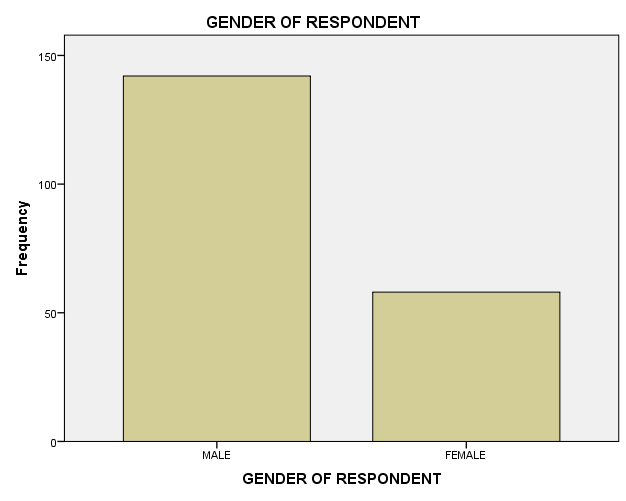 GENDER OF RESPONDENT
150
100
50
0
Frequency
MALE
FEMALE
GENDER OF RESPONDENT